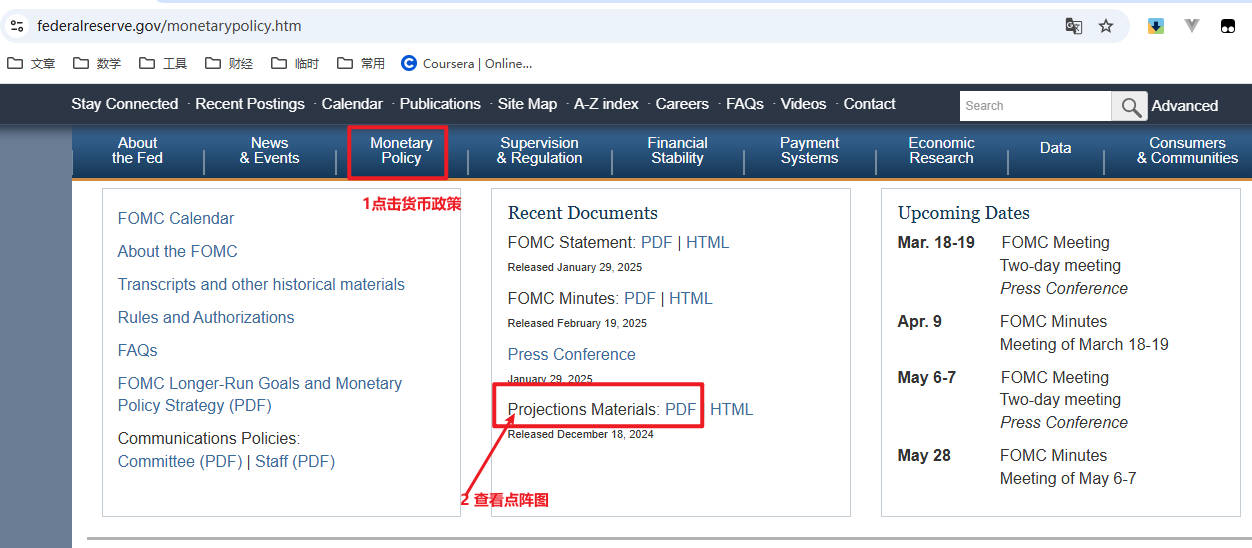 federalreserve.gov/monetarypolicy.htm
文章 数学 工具 财经 临时 常用 Coursera | Online...
Stay Connected · Recent Postings · Calendar · Publications · Site Map · A-Z index · Careers · FAQs · Videos · Contact
Search
Advanced
About
the Fed
News
& Events
Monetary
Policy
Supervision
& Regulation
Financial
Stability
Payment
Systems
Economic
Research
Data
Consumers
& Communities
1点击货币政策
FOMC Calendar
About the FOMC
Transcripts and other historical materials
Rules and Authorizations
FAQs
FOMC Longer-Run Goals and Monetary
Policy Strategy (PDF)
Communications Policies:
Committee (PDF) | Staff (PDF)
Recent Documents
FOMC Statement: PDF | HTML
Released January 29, 2025
FOMC Minutes: PDF | HTML
Released February 19, 2025
Press Conference
January 29, 2025
Projections Materials: PDF HTML
Released December 18, 2024
2 查看点阵图
Upcoming Dates
Mar. 18-19 FOMC Meeting
Two-day meeting
Press Conference
Apr. 9 FOMC Minutes
Meeting of March 18-19
May 6-7 FOMC Meeting
Two-day meeting
Press Conference
May 28 FOMC Minutes
Meeting of May 6-7